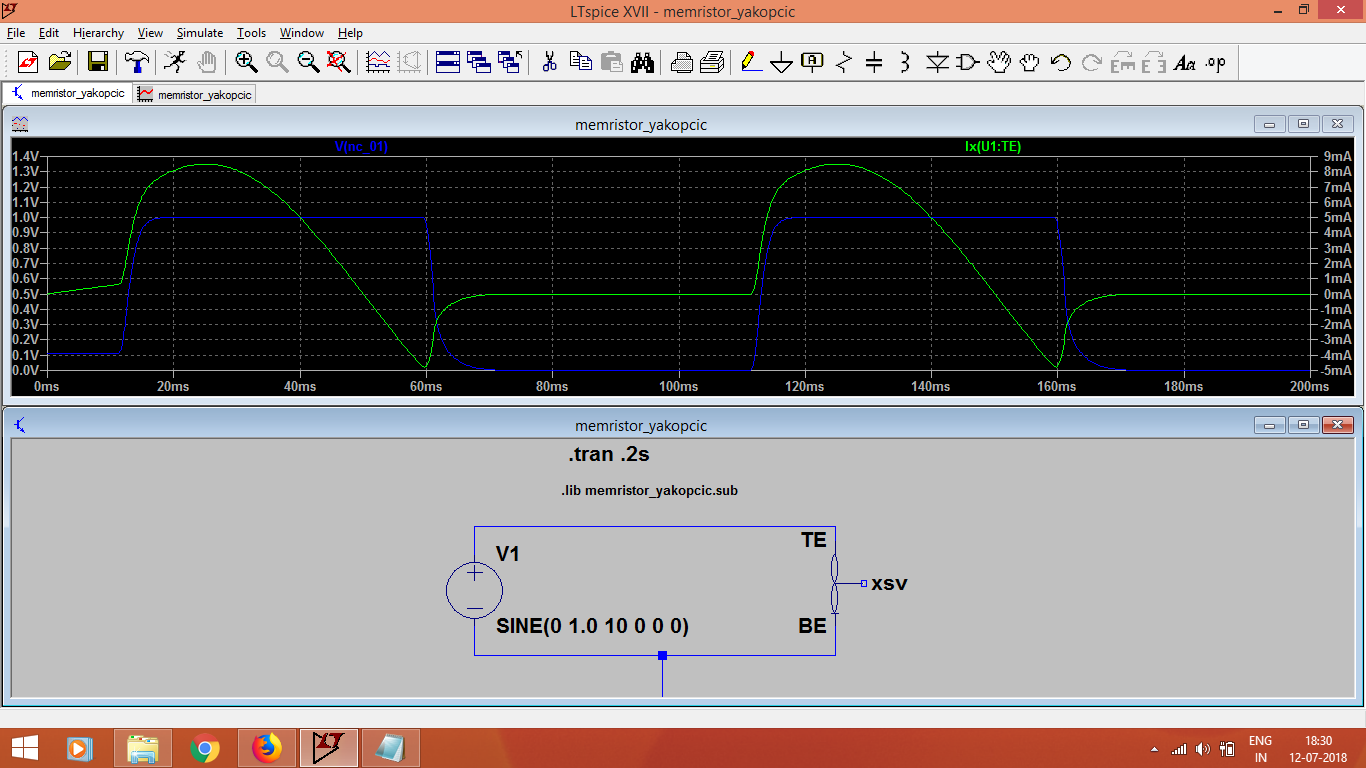 LTspice XVII - memristor_yakopcic
File Edit Hierarchy View Simulate Tools Window Help
Aa .op
memristor_yakopcic memristor_yakopcic
memristor_yakopcic
V(nc_01) Ix(U1:TE)
1.4V 9mA
1.3V 8mA
1.2V 7mA
1.1V 6mA
1.0V 5mA
0.9V 4mA
0.8V 3mA
0.7V 2mA
0.6V 1mA
0.5V 0mA
0.4V -1mA
0.3V -2mA
0.2V -3mA
0.1V -4mA
0.0V -5mA
0ms 20ms 40ms 60ms 80ms 100ms 120ms 140ms 160ms 180ms 200ms
memristor_yakopcic
.tran .2s
.lib memristor_yakopcic.sub
V1
TE
xsv
SINE(0 1.0 10 0 0 0)
BE
ENG 18:30
IN 12-07-2018